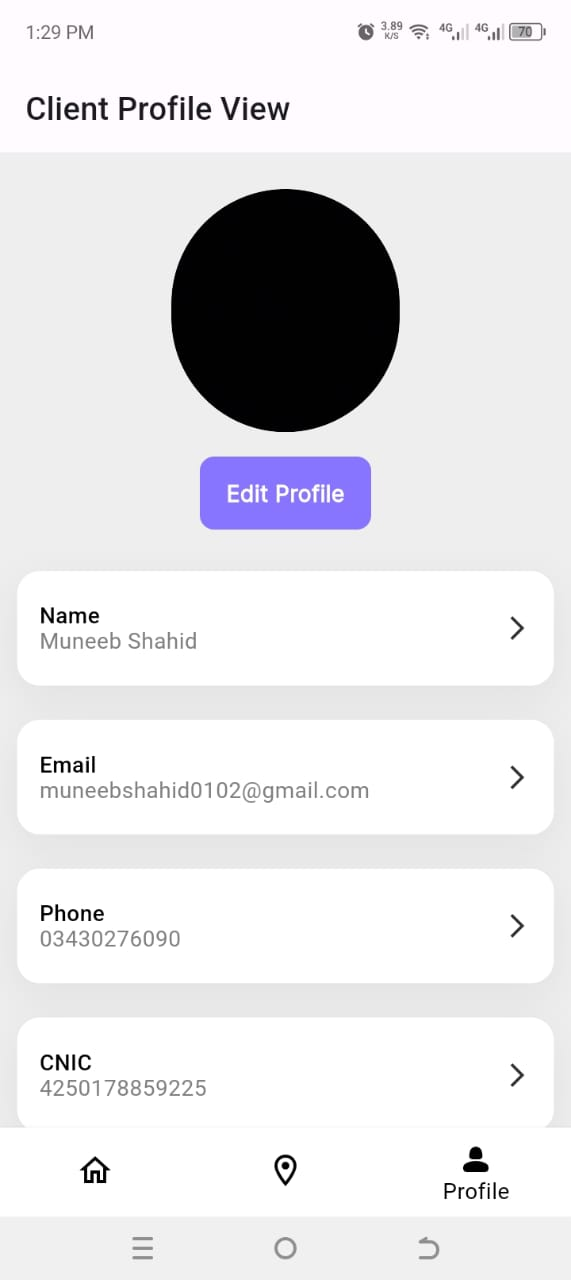 1:29 PM
3.89
K/S
4G
4G
70
Client Profile View
Edit Profile
Name
Muneeb Shahid
Email
muneebshahid0102@gmail.com
Phone
03430276090
CNIC
4250178859225
Profile